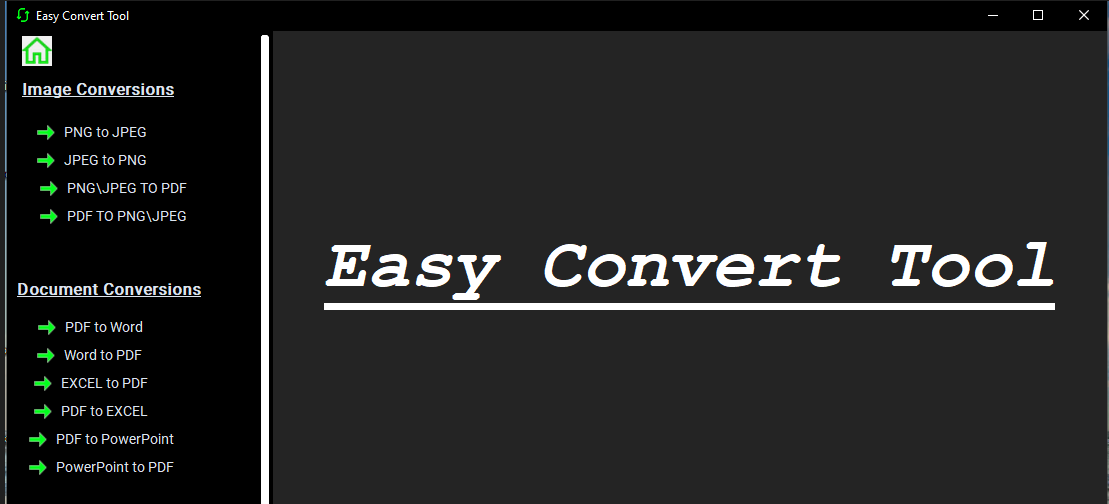 Easy Convert Tool
Image Conversions
PNG to JPEG
JPEG to PNG
PNG\JPEG TO PDF
PDF TO PNG\JPEG
Document Conversions
PDF to Word
Word to PDF
EXCEL to PDF
PDF to EXCEL
PDF to PowerPoint
PowerPoint to PDF
Easy Convert Tool